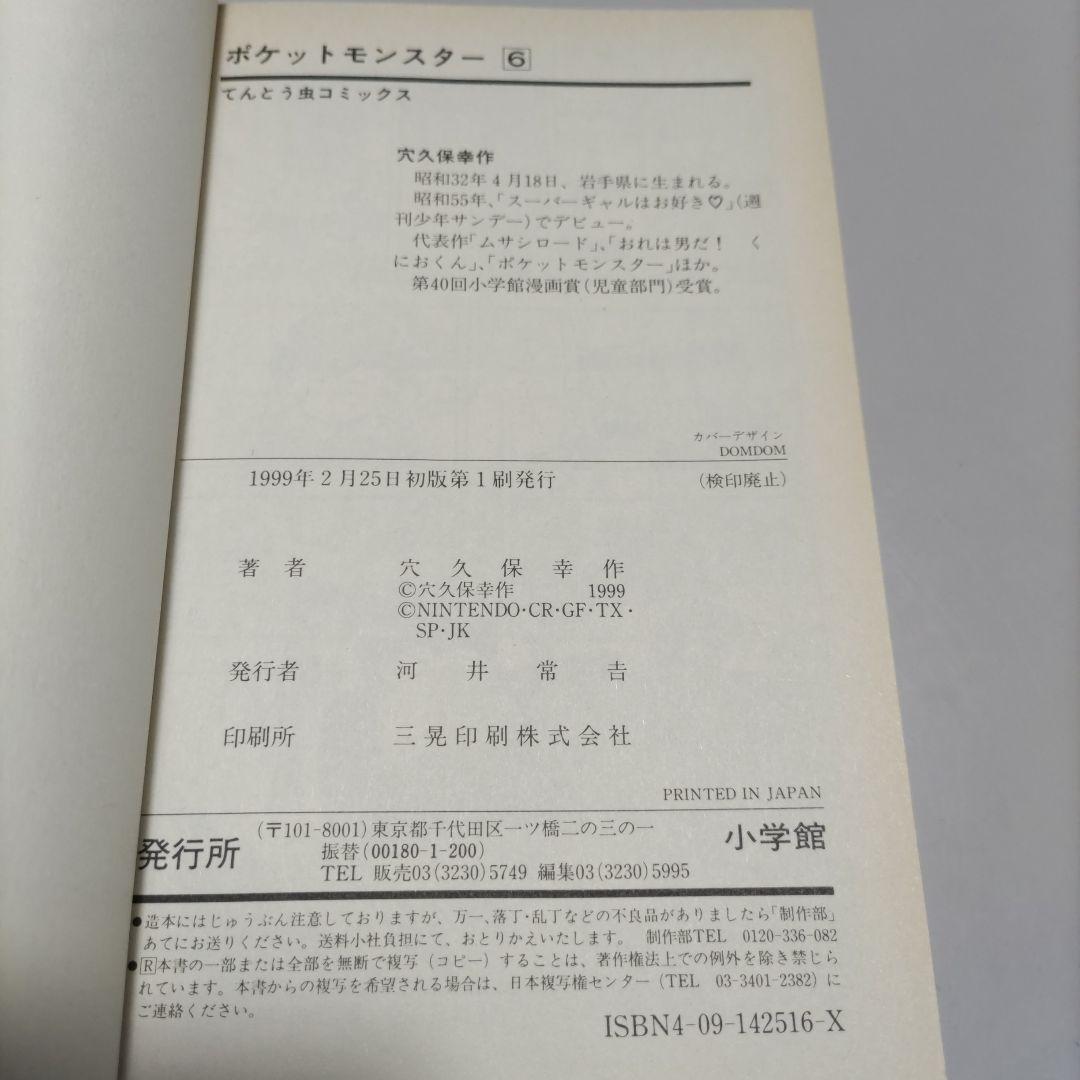 ポケットモンスター 6
てんとう虫コミックス
穴久保幸作
昭和32年4月18日、岩手県に生まれる。
昭和55年、「スーパーギャルはお好き♡」(週
刊少年サンデー)でデビュー。
代表作「ムサシロード」、「おれは男だ! く
におくん」、「ポケットモンスター」ほか。
第40回小学館漫画賞(児童部門)受賞。
カバーデザイン
DOMDOM
1999年2月25日初版第1刷発行 (検印廃止)
著者 穴久保幸作
©穴久保幸作 1999
©NINTENDO・CR・GF・TX・
SP・JK
発行者 河井常吉
印刷所 三晃印刷株式会社
PRINTED IN JAPAN
発行所 (〒101-8001)東京都千代田区一ツ橋二の三の一 小学館
振替(00180-1-200)
TEL 販売03(3230)5749 編集03(3230)5995
●造本にはじゅうぶん注意しておりますが、万一、落丁・乱丁などの不良品がありましたら「制作部」
あてにお送りください。送料小社負担にて、おとりかえいたします。 制作部TEL 0120-336-082
●Ⓡ本書の一部または全部を無断で複写(コピー)することは、著作権法上での例外を除き禁じら
れています。本書からの複写を希望される場合は、日本複写権センター(TEL 03-3401-2382)に
ご連絡ください。
ISBN4-09-142516-X